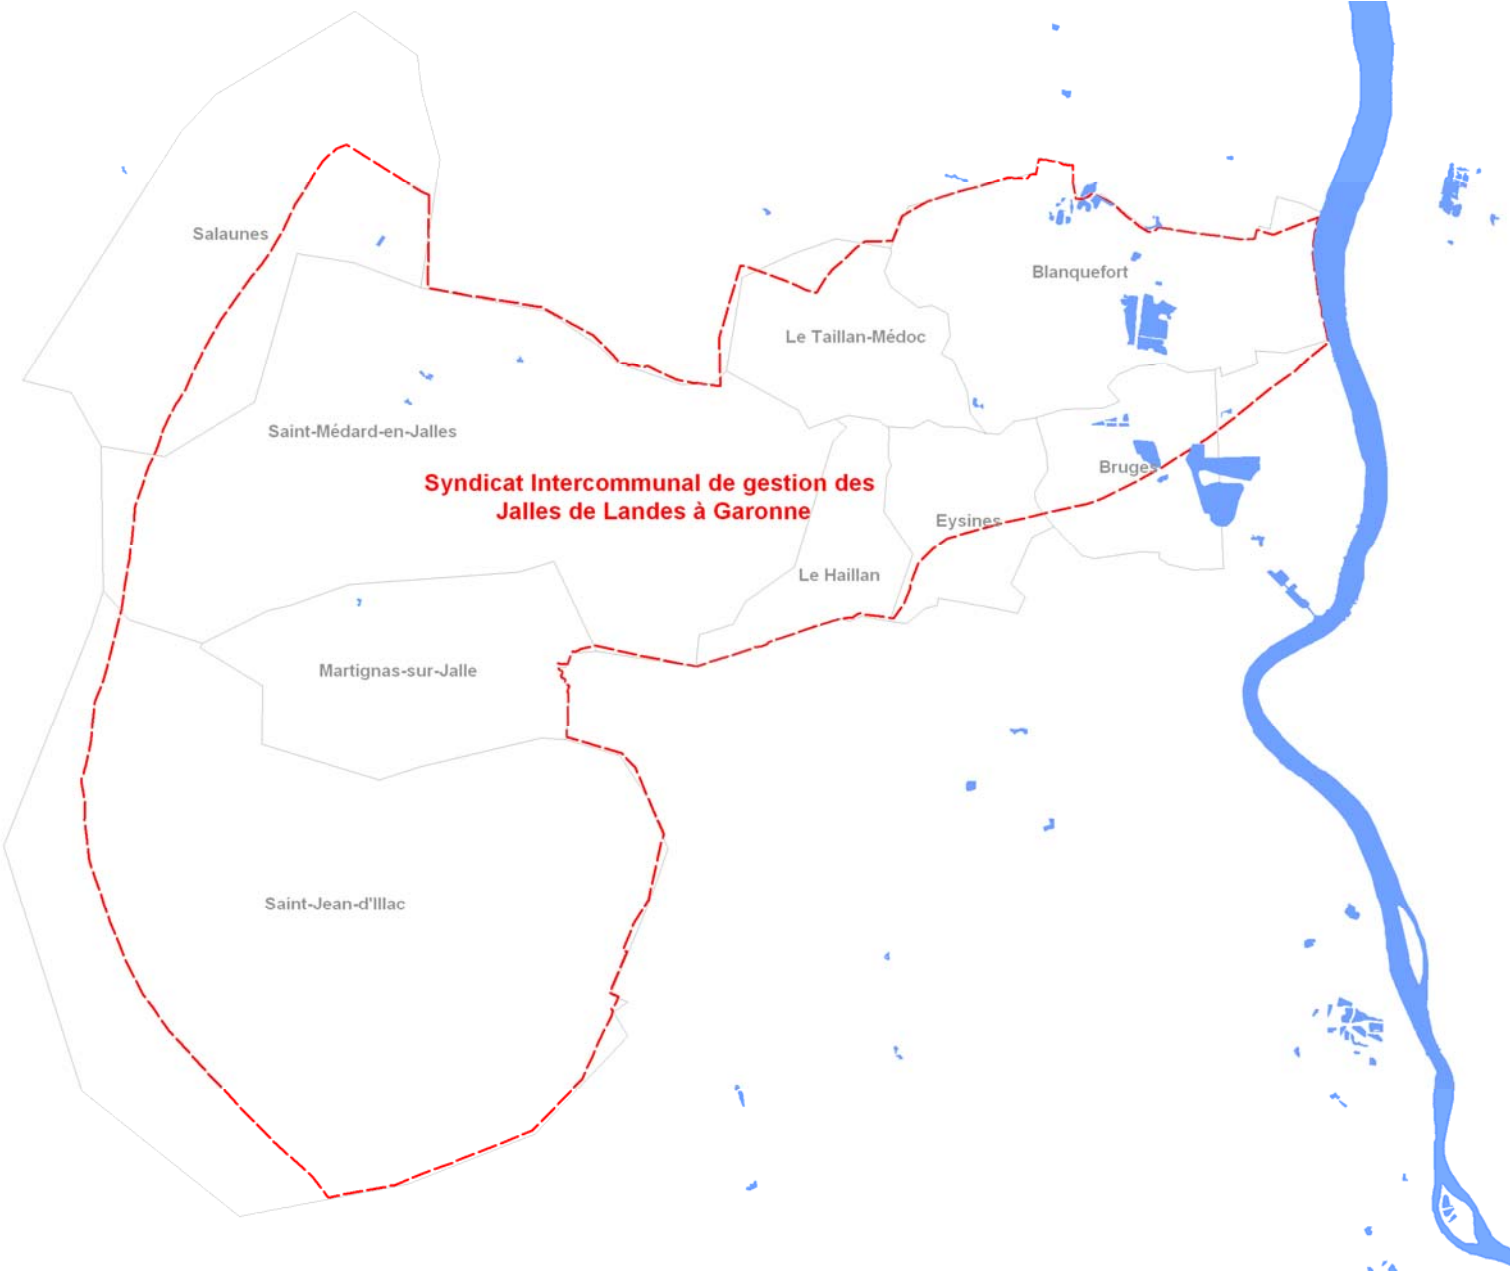 Salaunes
Blanquefort
Le Taillan-Médoc
Saint-Médard-en-Jalles
Bruges
Syndicat Intercommunal de gestion des
Jalles de Landes à Garonne
Eysines
Le Haillan
Martignas-sur-Jalle
Saint-Jean-d'Illac